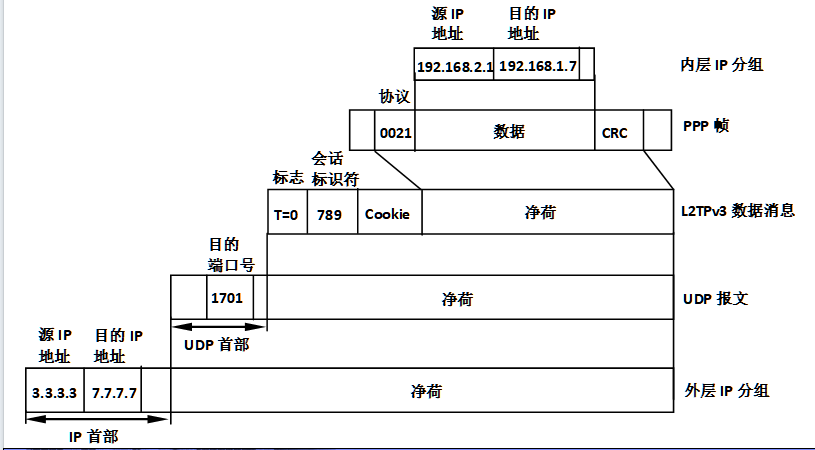 源 IP 目的 IP
地址 地址
192.168.2.1 192.168.1.7 内层 IP 分组
协议
0021 数据 CRC PPP 帧
会话
标志 标识符
T=0 789 Cookie 净荷 L2TPv3 数据消息
目的
端口号
1701 净荷 UDP 报文
UDP 首部
源 IP 目的 IP
地址 地址
3.3.3.3 7.7.7.7 净荷 外层 IP 分组
IP 首部